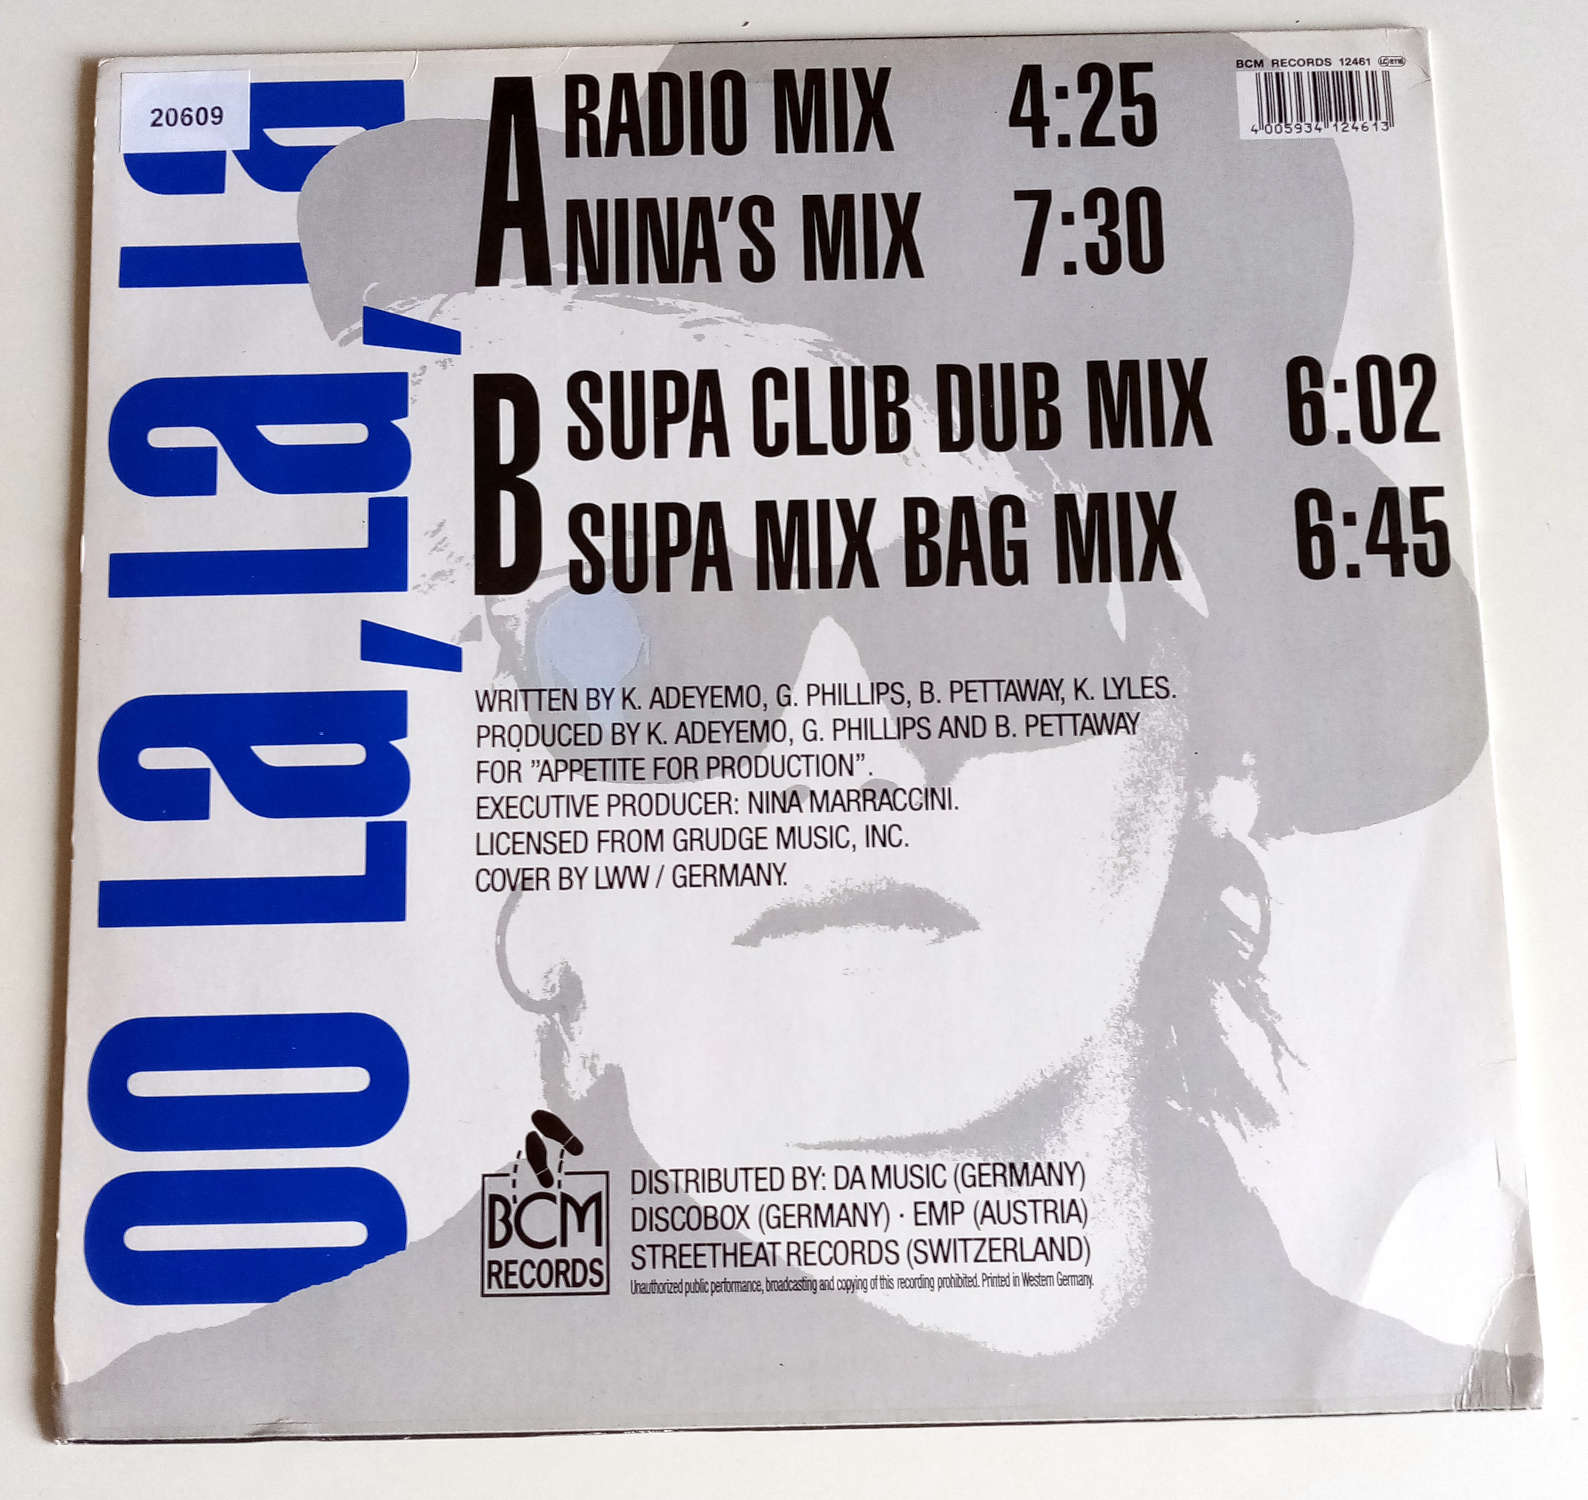 20609
OO La, La, La
A
RADIO MIX 4:25
NINA'S MIX 7:30
BCM RECORDS 12461
4 005934 124613
B
SUPA CLUB DUB MIX 6:02
SUPA MIX BAG MIX 6:45
WRITTEN BY K. ADEYEMO, G. PHILLIPS, B. PETTAWAY, K. LYLES.
PRODUCED BY K. ADEYEMO, G. PHILLIPS AND B. PETTAWAY
FOR "APPETITE FOR PRODUCTION".
EXECUTIVE PRODUCER: NINA MARRACCINI.
LICENSED FROM GRUDGE MUSIC, INC.
COVER BY LWW / GERMANY.
BCM
RECORDS
DISTRIBUTED BY: DA MUSIC (GERMANY)
DISCOBOX (GERMANY) · EMP (AUSTRIA)
STREETHEAT RECORDS (SWITZERLAND)
Unauthorized public performance, broadcasting and copying of this recording prohibited. Printed in Western Germany.